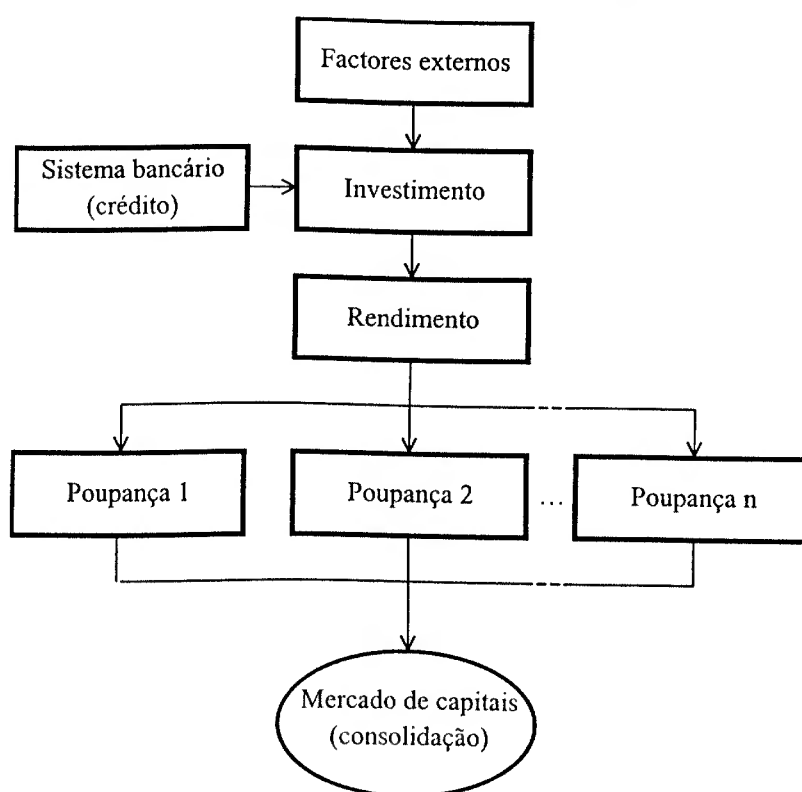 Factores externos
Sistema bancário
(crédito)
Investimento
Rendimento
Poupança 1
Poupança 2
...
Poupança n
Mercado de capitais
(consolidação)